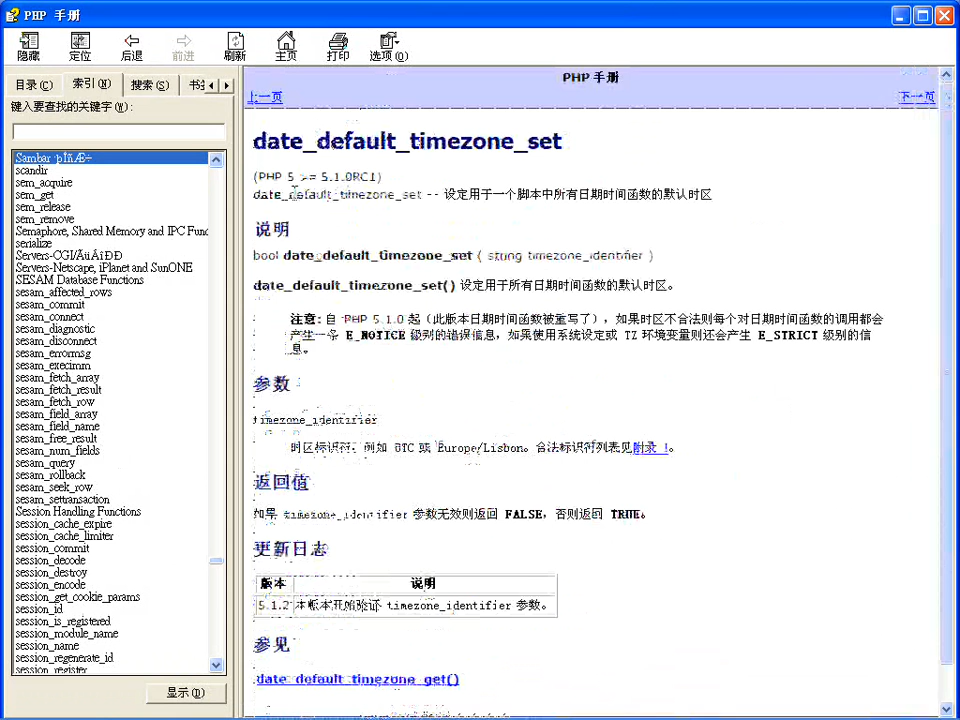 PHP 手册
隐藏
定位
后退
前进
刷新
主页
打印
选项(O)
目录(C)
索引(N)
搜索(S)
键入要查找的关键字(W):
Sambar
scandir
sem_acquire
sem_get
sem_release
sem_remove
Semaphore, Shared Memory and IPC Func
serialize
Servers-CGI/ÃüÁîÐÐ
Servers-Netscape, iPlanet and SunONE
SESAM Database Functions
sesam_affected_rows
sesam_commit
sesam_connect
sesam_diagnostic
sesam_disconnect
sesam_errormsg
sesam_execimm
sesam_fetch_array
sesam_fetch_result
sesam_fetch_row
sesam_field_array
sesam_field_name
sesam_free_result
sesam_num_fields
sesam_query
sesam_rollback
sesam_seek_row
sesam_settransaction
Session Handling Functions
session_cache_expire
session_cache_limiter
session_commit
session_decode
session_destroy
session_encode
session_get_cookie_params
session_id
session_is_registered
session_module_name
session_name
session_regenerate_id
session_register
显示(D)
PHP 手册
上一页
下一页
date_default_timezone_set
(PHP 5 >= 5.1.0RC1)
date_default_timezone_set -- 设定用于一个脚本中所有日期时间函数的默认时区
说明
bool date_default_timezone_set ( string timezone_identifier )
date_default_timezone_set() 设定用于所有日期时间函数的默认时区。
注意: 自 PHP 5.1.0 起（此版本日期时间函数被重写了），如果时区不合法则每个对日期时间函数的调用都会
产生一条 E_NOTICE 级别的错误信息，如果使用系统设定或 TZ 环境变量则还会产生 E_STRICT 级别的信
息。
参数
timezone_identifier
时区标识符，例如 UTC 或 Europe/Lisbon。合法标识符列表见附录 I。
返回值
如果 timezone_identifier 参数无效则返回 FALSE，否则返回 TRUE。
更新日志
版本 说明
5.1.2 本版本开始验证 timezone_identifier 参数。
参见
date_default_timezone_get()